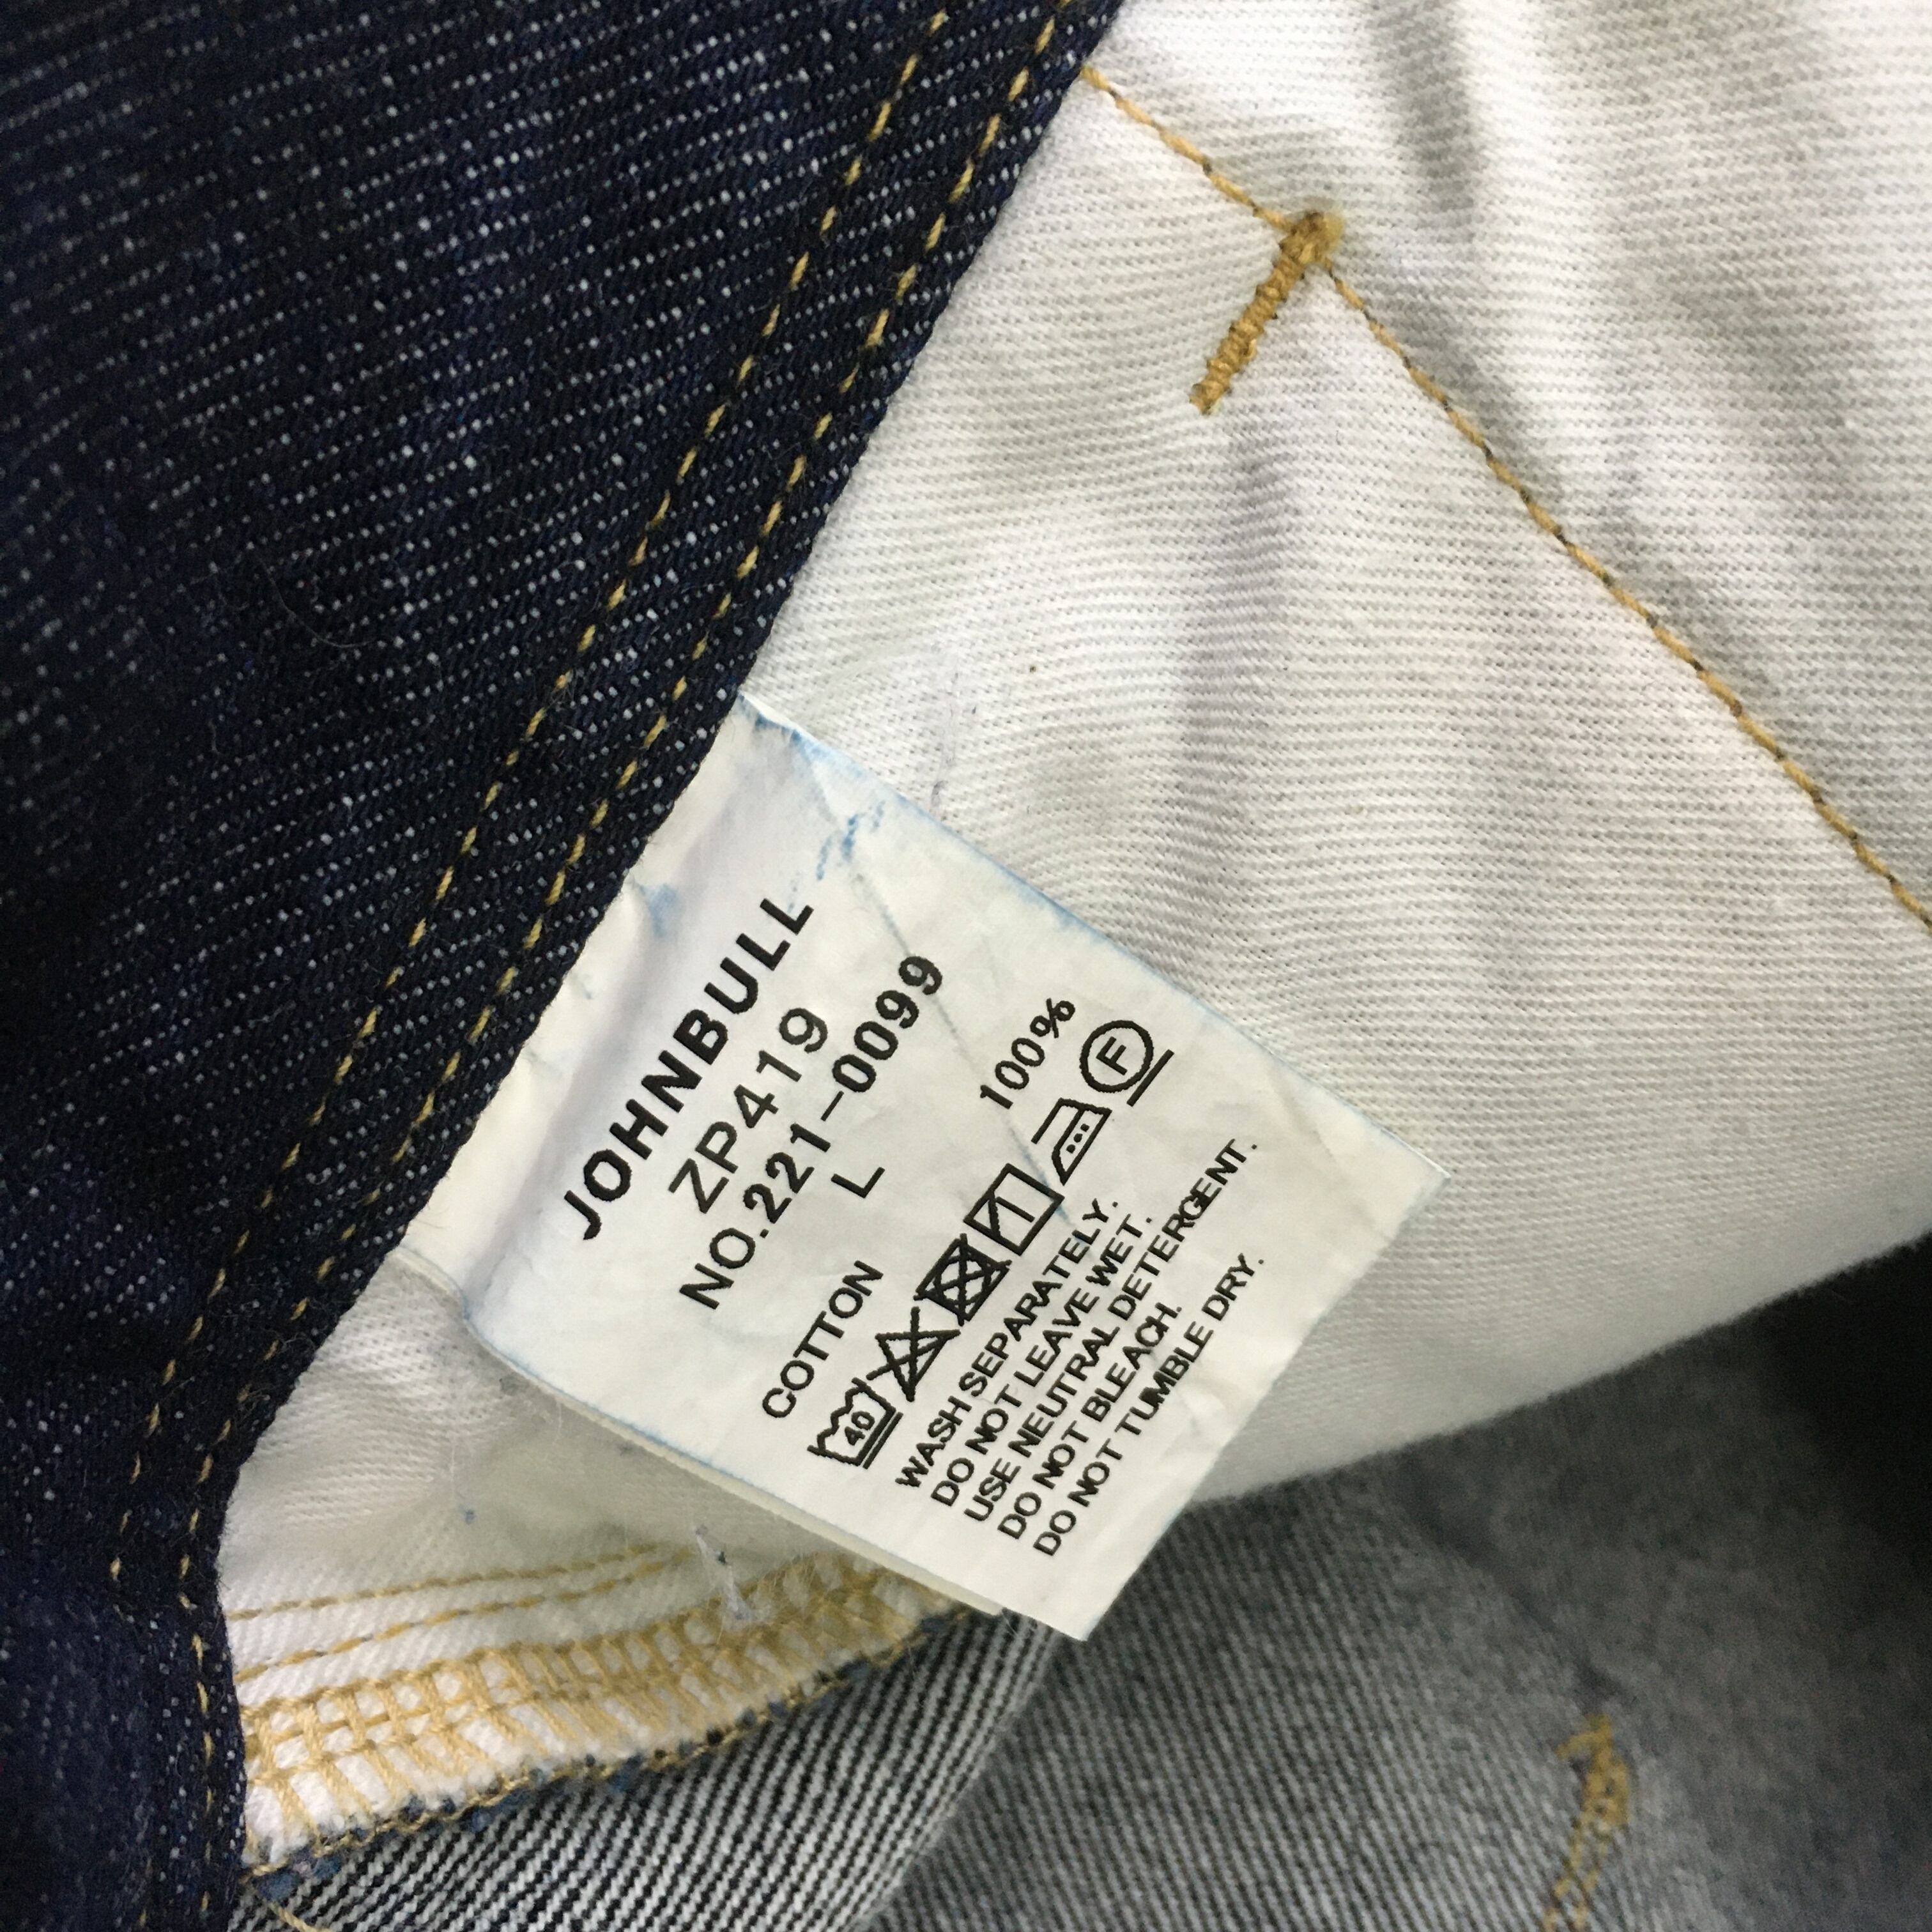 JOHNBULL
ZP419
NO.221-0099
L
COTTON 100%
40 F
WASH SEPARATELY.
DO NOT LEAVE WET.
USE NEUTRAL DETERGENT.
DO NOT BLEACH.
DO NOT TUMBLE DRY.